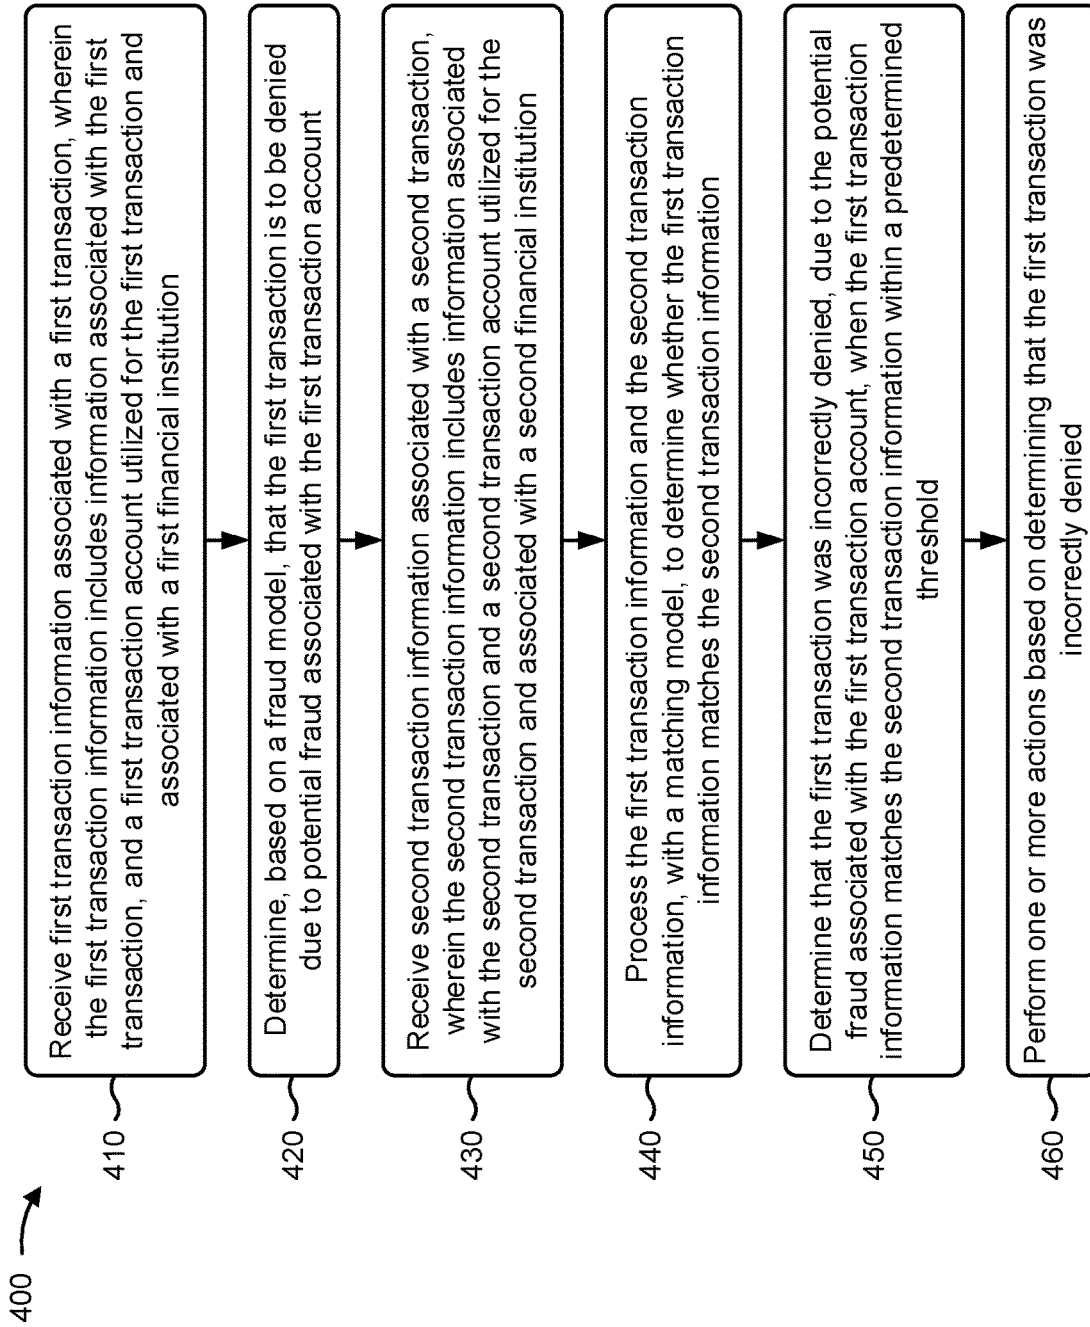 400
410
Receive first transaction information associated with a first transaction, wherein
the first transaction information includes information associated with the first
transaction, and a first transaction account utilized for the first transaction and
associated with a first financial institution
420
Determine, based on a fraud model, that the first transaction is to be denied
due to potential fraud associated with the first transaction account
430
Receive second transaction information associated with a second transaction,
wherein the second transaction information includes information associated
with the second transaction and a second transaction account utilized for the
second transaction and associated with a second financial institution
440
Process the first transaction information and the second transaction
information, with a matching model, to determine whether the first transaction
information matches the second transaction information
450
Determine that the first transaction was incorrectly denied, due to the potential
fraud associated with the first transaction account, when the first transaction
information matches the second transaction information within a predetermined
threshold
460
Perform one or more actions based on determining that the first transaction was
incorrectly denied